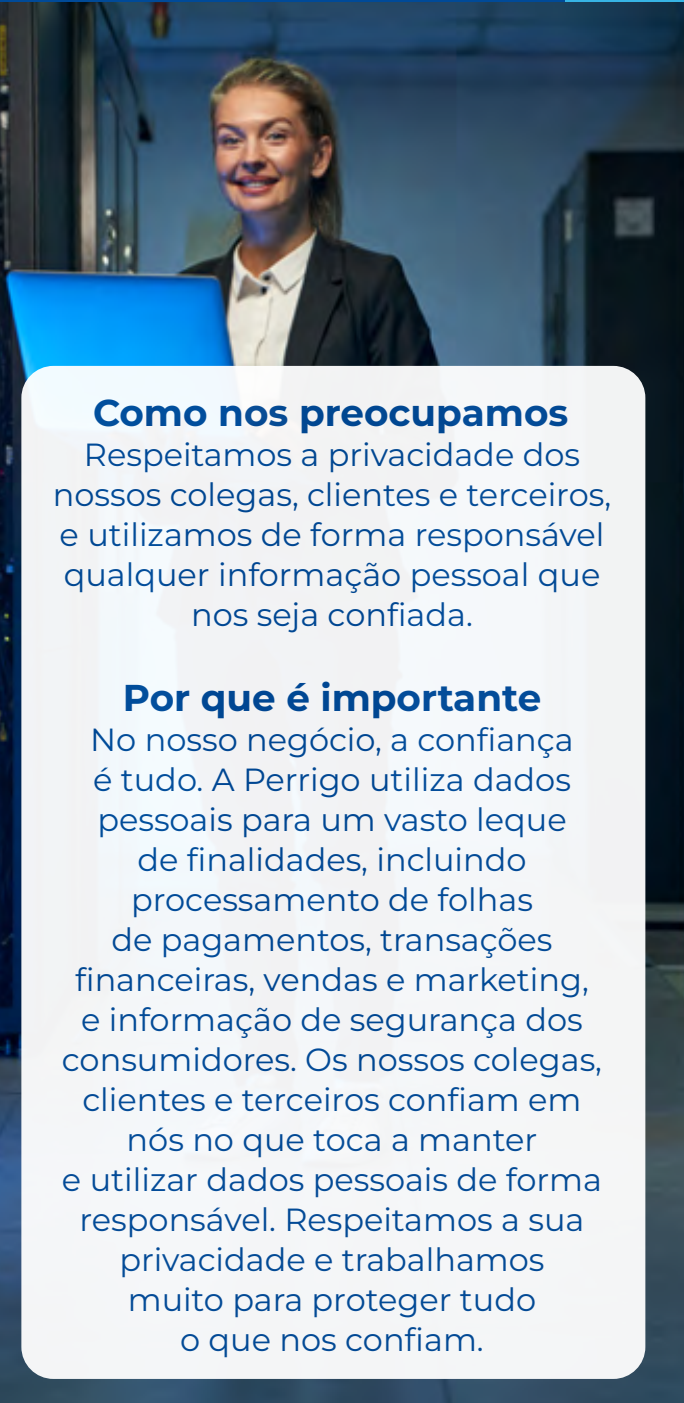 Como nos preocupamos
Respeitamos a privacidade dos
nossos colegas, clientes e terceiros,
e utilizamos de forma responsável
qualquer informação pessoal que
nos seja confiada.
Por que é importante
No nosso negócio, a confiança
é tudo. A Perrigo utiliza dados
pessoais para um vasto leque
de finalidades, incluindo
processamento de folhas
de pagamentos, transações
financeiras, vendas e marketing,
e informação de segurança dos
consumidores. Os nossos colegas,
clientes e terceiros confiam em
nós no que toca a manter
e utilizar dados pessoais de forma
responsável. Respeitamos a sua
privacidade e trabalhamos
muito para proteger tudo
o que nos confiam.